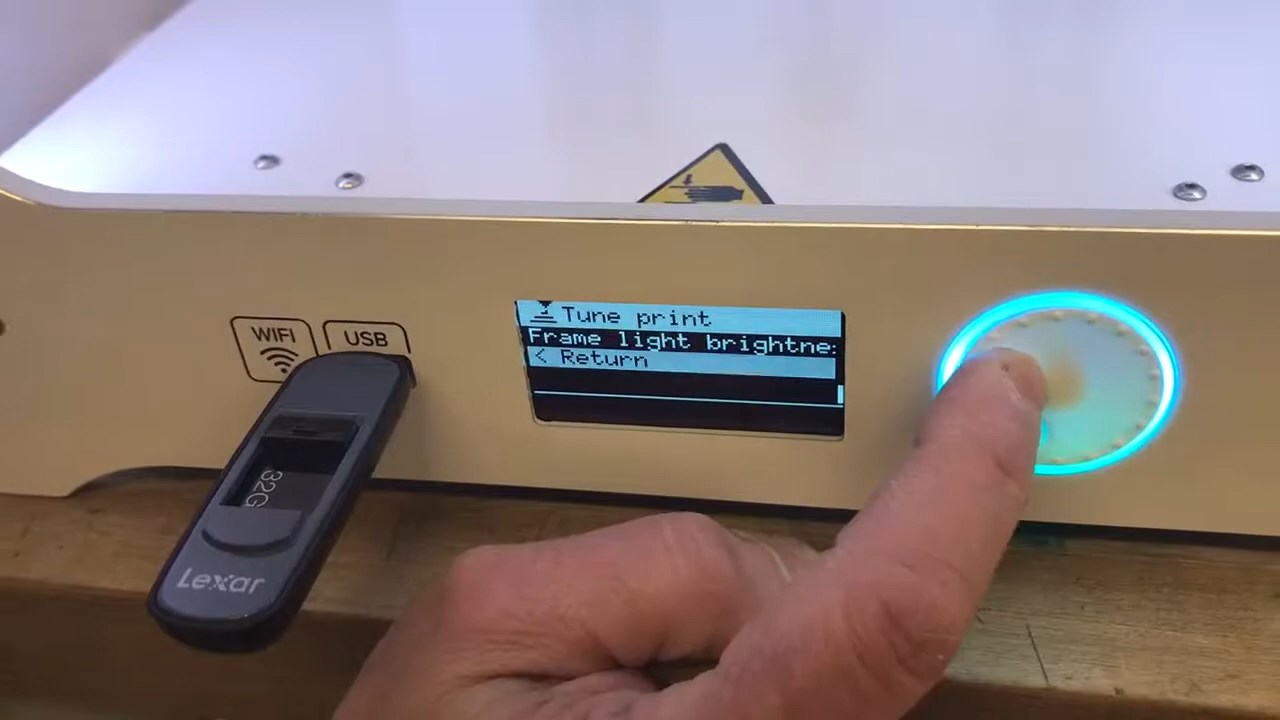 WIFI
USB
Tune print
Frame light brightne
< Return
32G
Lexar